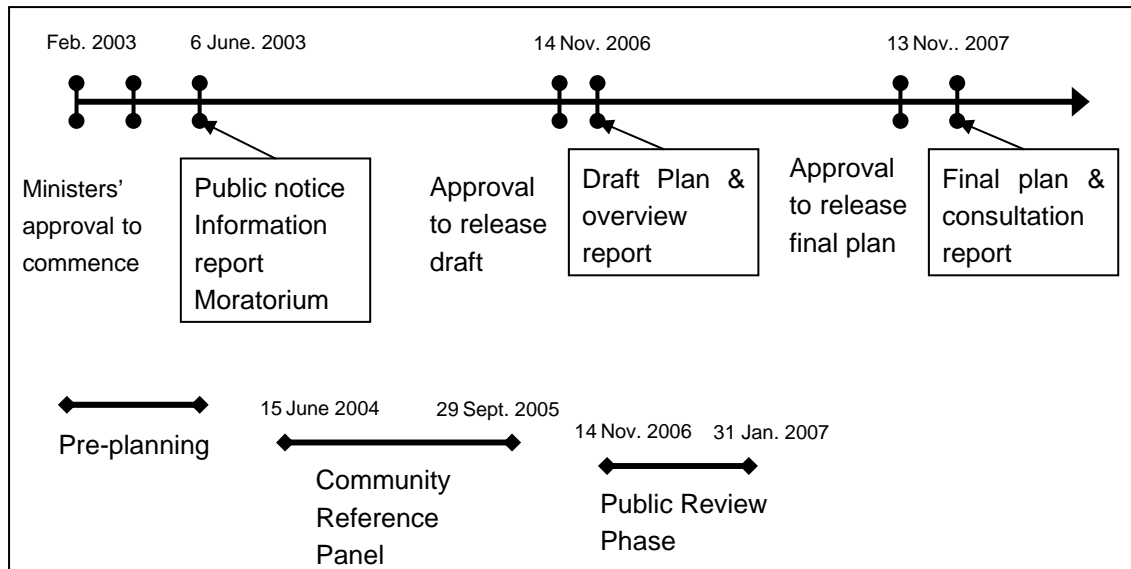 Feb. 2003
6 June. 2003
14 Nov. 2006
13 Nov.. 2007
Ministers'
approval to
commence
Public notice
Information
report
Moratorium
Approval
to release
draft
Draft Plan &
overview
report
Approval
to release
final plan
Final plan &
consultation
report
Pre-planning
15 June 2004
29 Sept. 2005
Community
Reference
Panel
14 Nov. 2006
31 Jan. 2007
Public Review
Phase